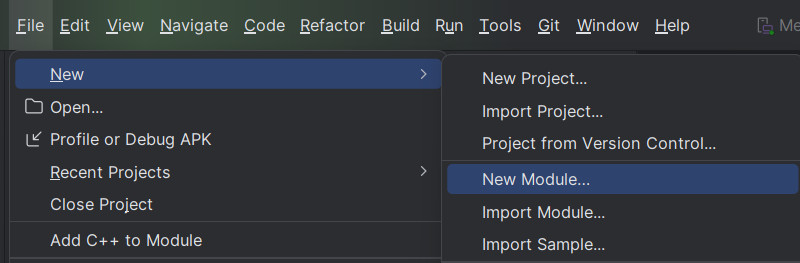 File Edit View Navigate Code Refactor Build Run Tools Git Window Help
New
Open...
Profile or Debug APK
Recent Projects
Close Project
Add C++ to Module
New Project...
Import Project...
Project from Version Control...
New Module...
Import Module...
Import Sample...